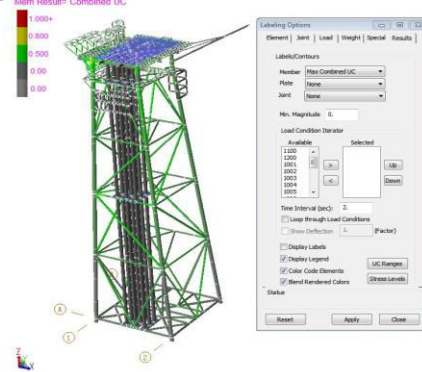 Mem Result= Combined UC
1.000+
0.800
0.500
0.00
0.00
A
1
2
Z
Labeling Options
Element Joint Load Weight Special Results
Labels/Contours
Member Max Combined UC
Plate None
Joint None
Min. Magnitude 0.
Load Condition Iterator
Available Selected
1100
1200
1001
1002
1003
1004
1005
>
<
Up
Down
Time Interval (sec): 2.
Loop through Load Conditions
Show Deflection 1. (Factor)
Display Labels
Display Legend
Color Code Elements
Blend Rendered Colors
UC Ranges
Stress Levels
Status
Reset Apply Close